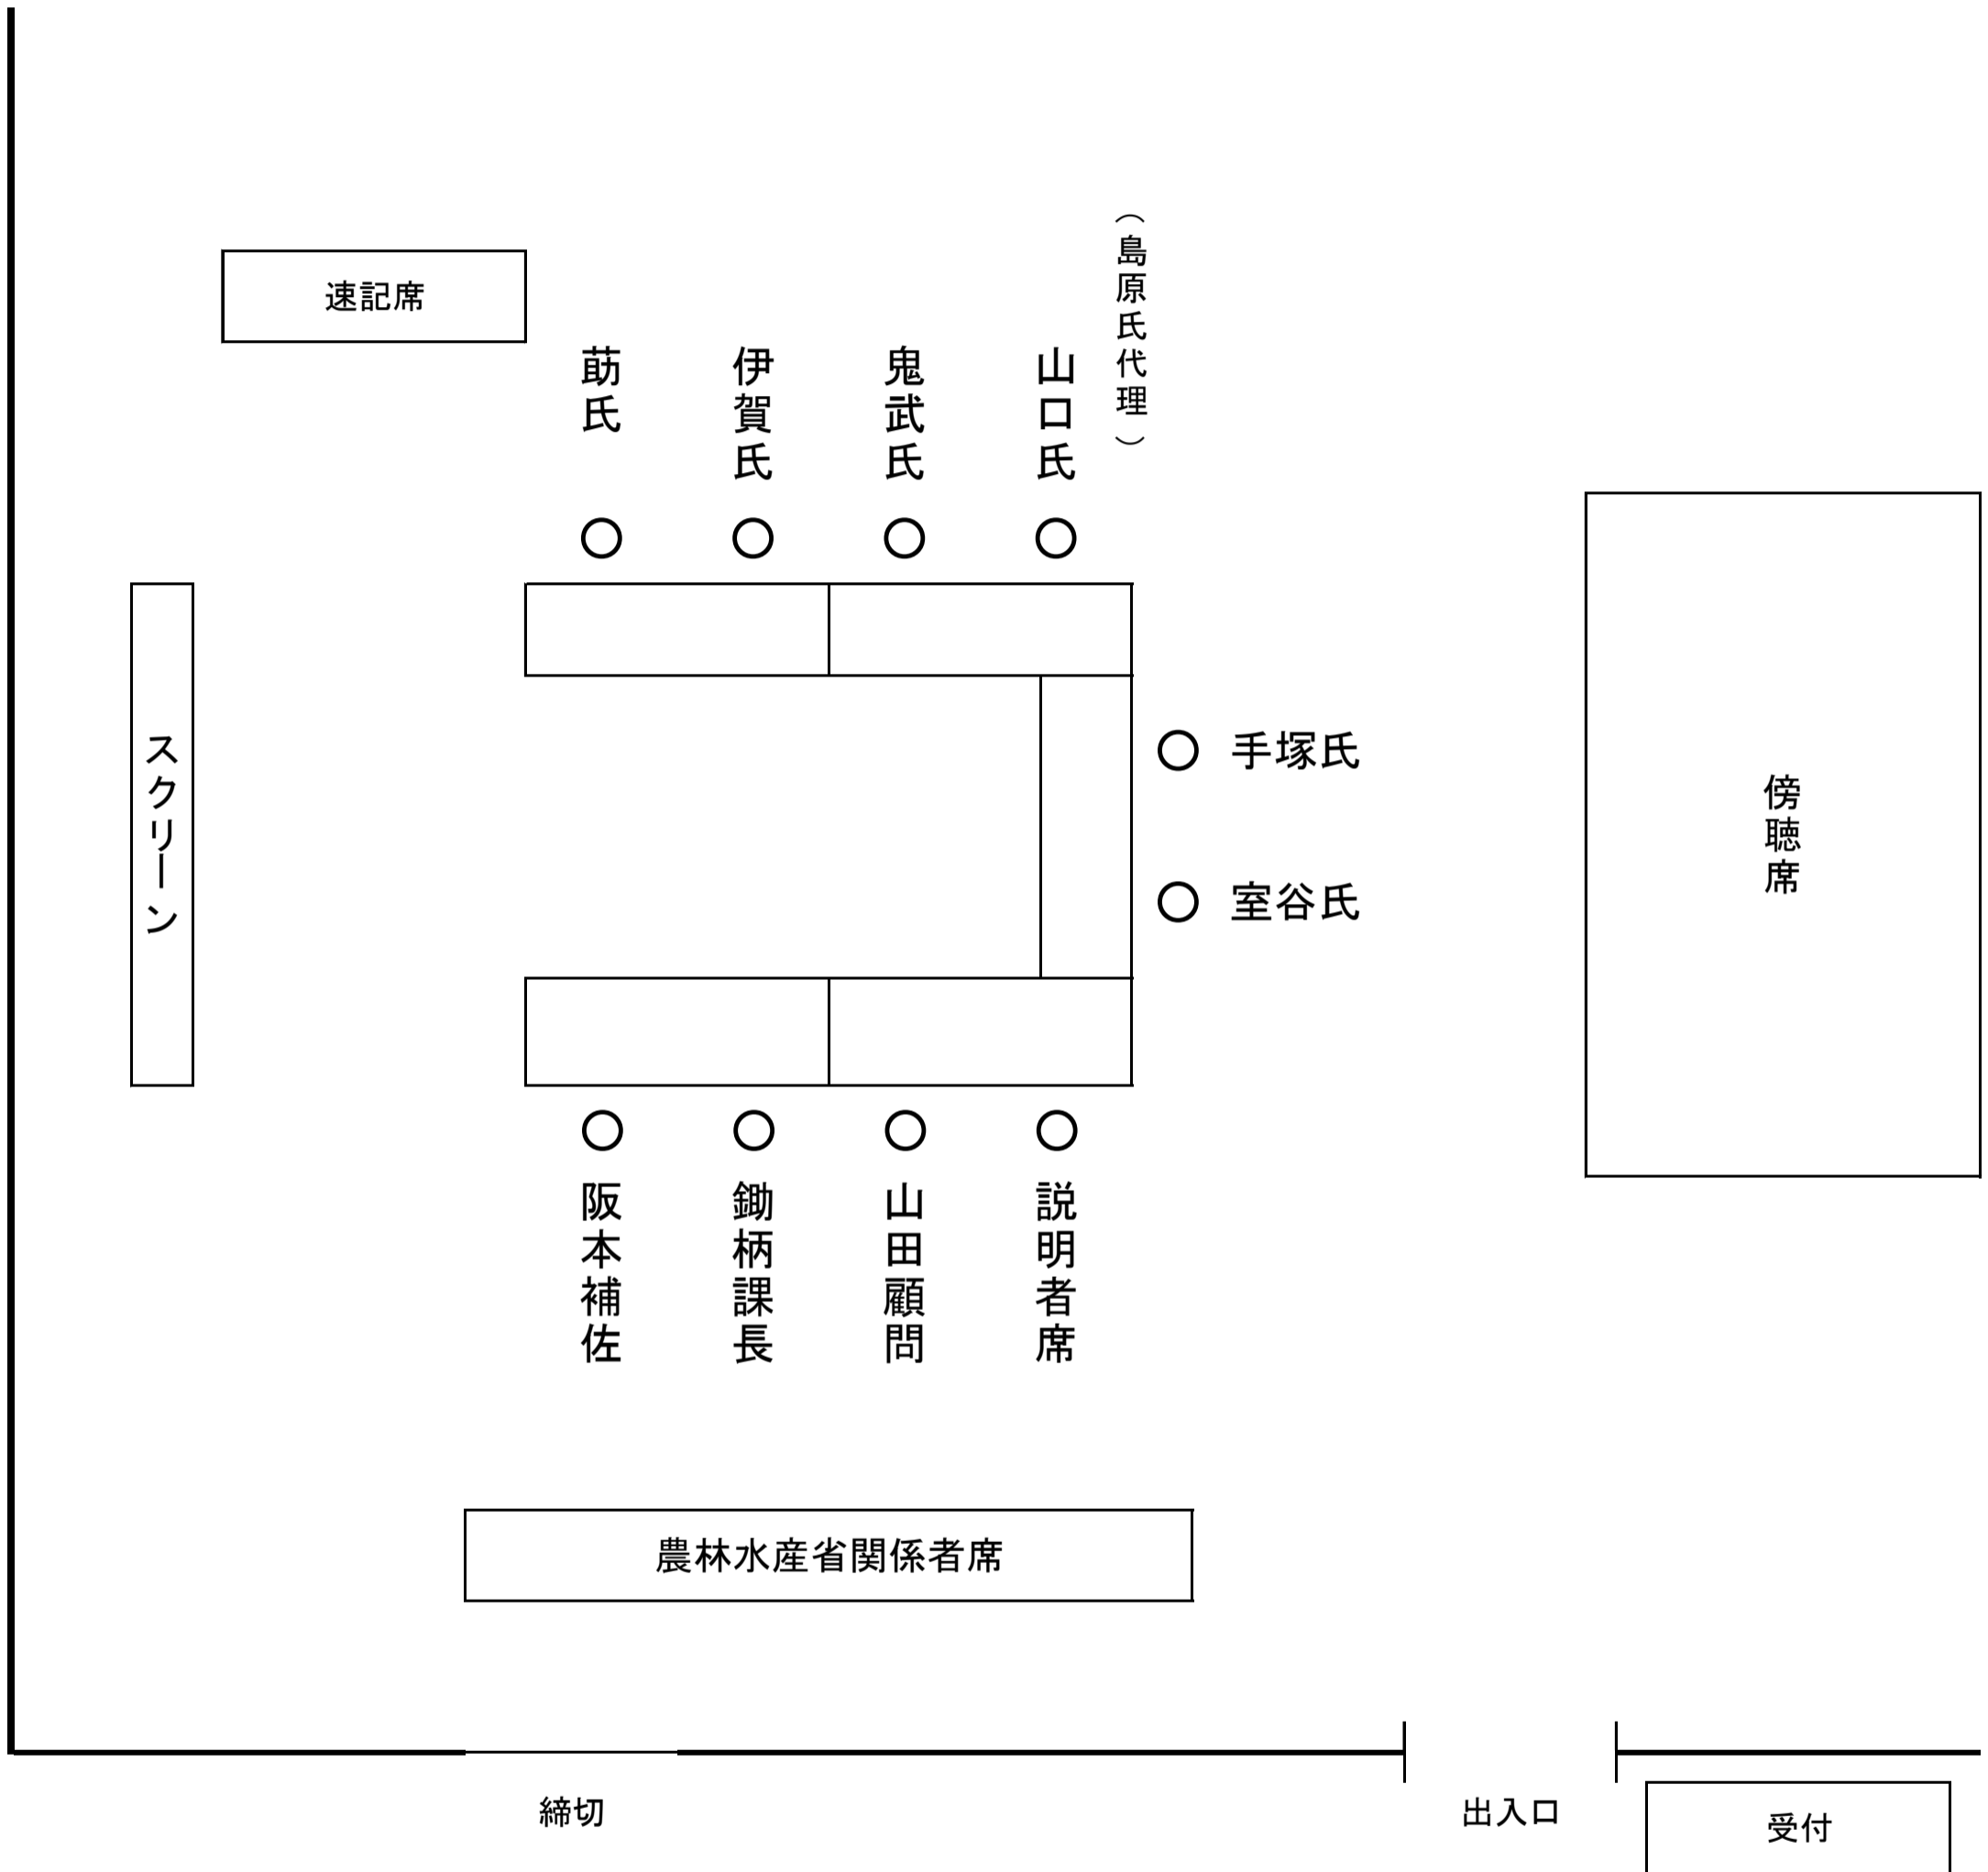 （島原氏代理）
速記席
莇氏
伊賀氏
鬼武氏
山口氏
スクリーン
手塚氏
室谷氏
傍聴席
阪本補佐
鋤柄課長
山田顧問
説明者席
農林水産省関係者席
締切
出入口
受付